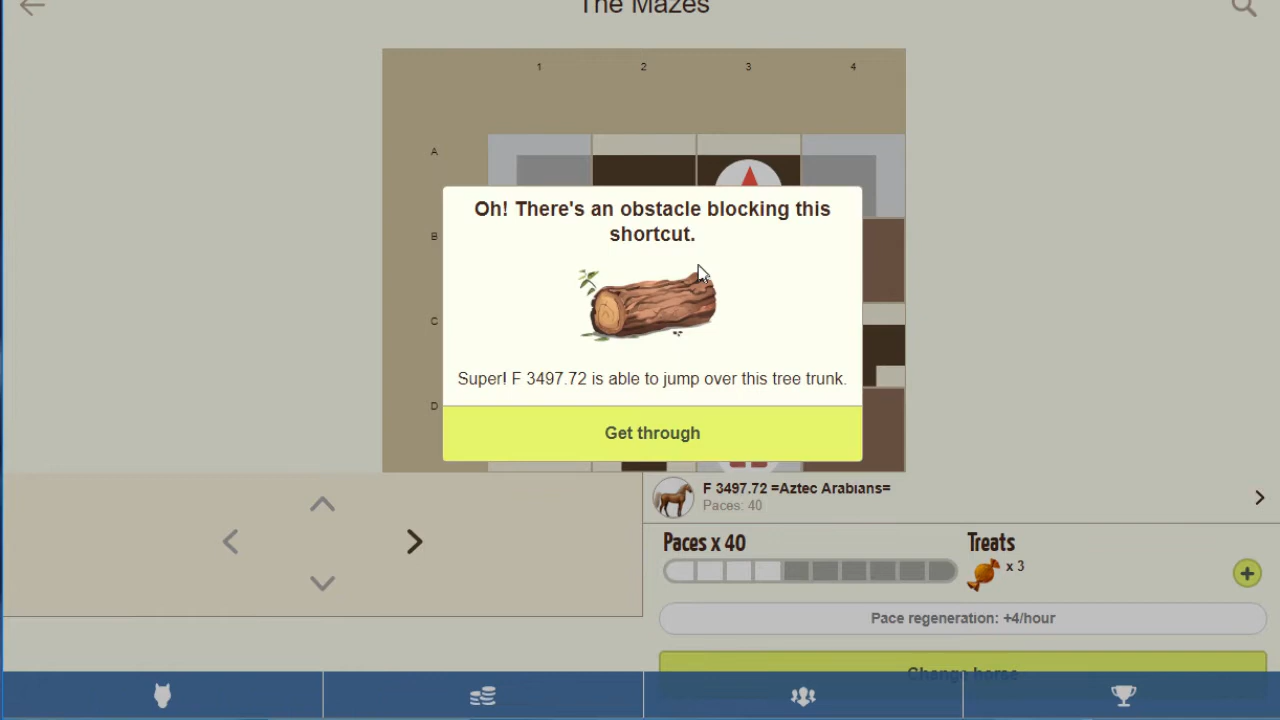 The Mazes
1 2 3 4
A
B
C
D
Oh! There's an obstacle blocking this
shortcut.
Super! F 3497.72 is able to jump over this tree trunk.
Get through
F 3497.72 =Aztec Arabians=
Paces: 40
Paces x 40
Treats
x 3
Pace regeneration: +4/hour
Change horse